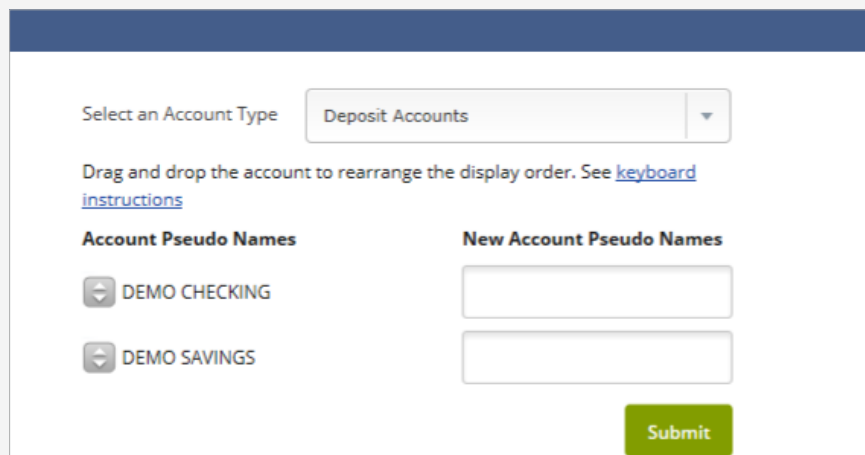 Select an Account Type Deposit Accounts
Drag and drop the account to rearrange the display order. See keyboard
instructions
Account Pseudo Names New Account Pseudo Names
DEMO CHECKING
DEMO SAVINGS
Submit